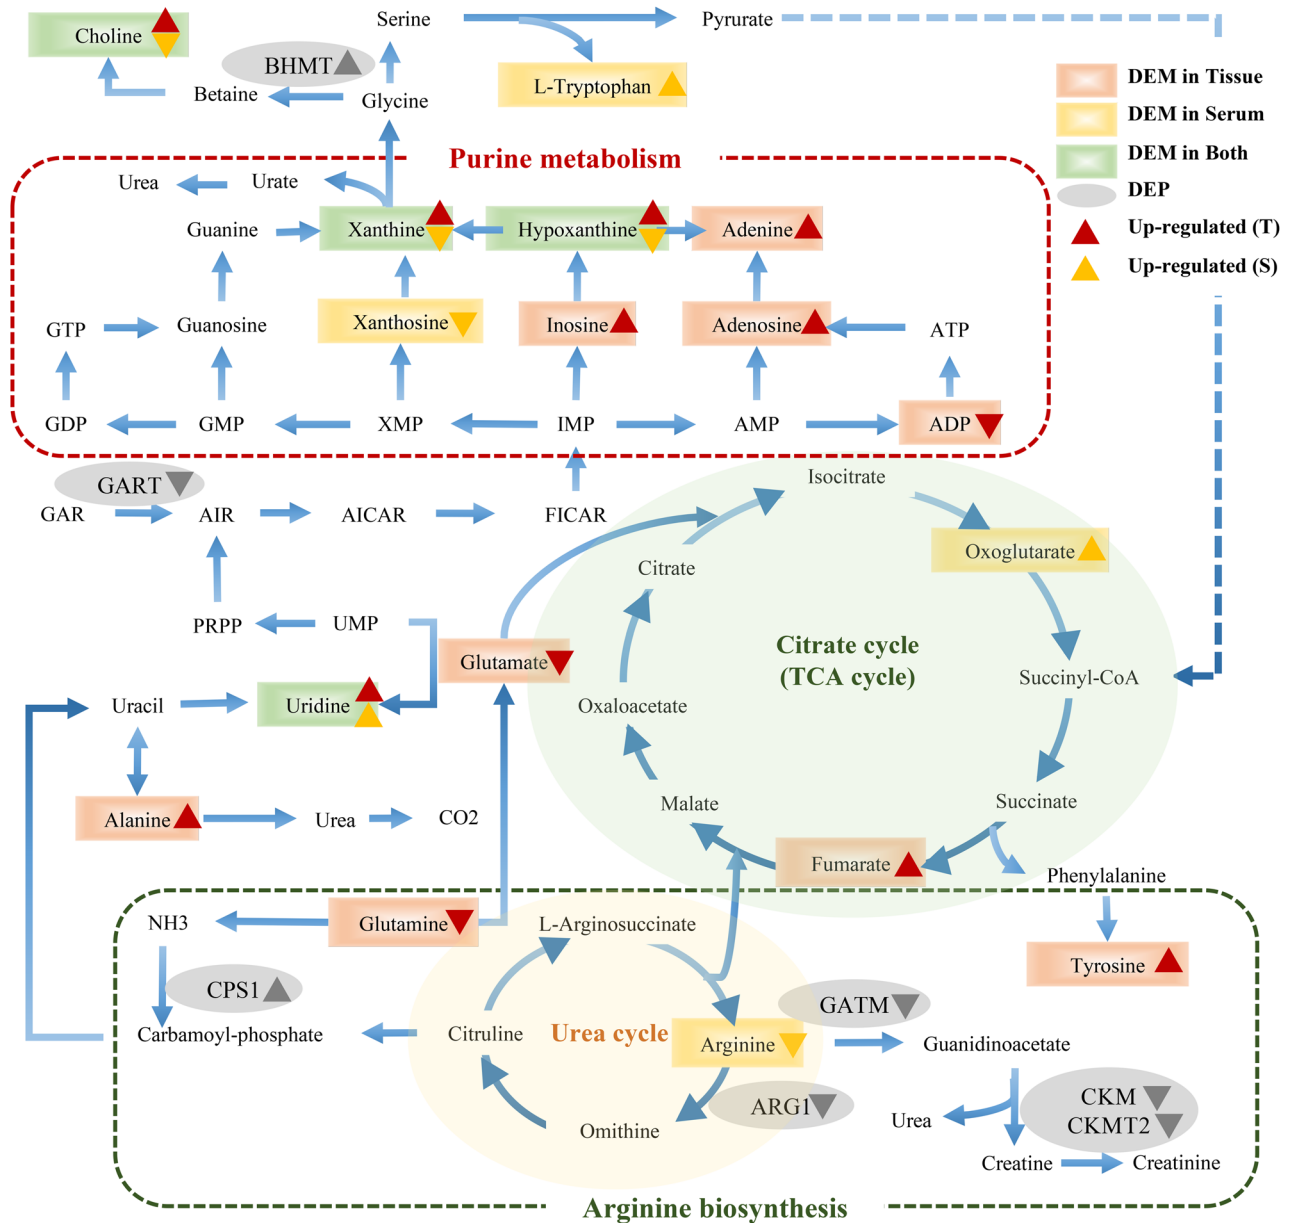 Serine
Pyrurate
Choline
BHMT
L-Tryptophan
Betaine
Glycine
DEM in Tissue
DEM in Serum
DEM in Both
DEP
Up-regulated (T)
Up-regulated (S)
Purine metabolism
Urea
Urate
Guanine
Xanthine
Hypoxanthine
Adenine
GTP
Guanosine
Xanthosine
Inosine
Adenosine
ATP
GDP
GMP
XMP
IMP
AMP
ADP
GART
GAR
AIR
AICAR
FICAR
Isocitrate
Oxoglutarate
Citrate
PRPP
UMP
Glutamate
Citrate cycle
(TCA cycle)
Succinyl-CoA
Uracil
Uridine
Oxaloacetate
Alanine
Urea
CO2
Malate
Succinate
Fumarate
Phenylalanine
NH3
Glutamine
L-Arginosuccinate
Tyrosine
CPS1
GATM
Carbamoyl-phosphate
Citruline
Urea cycle
Arginine
Guanidinoacetate
ARG1
CKM
CKMT2
Urea
Omithine
Creatine
Creatinine
Arginine biosynthesis